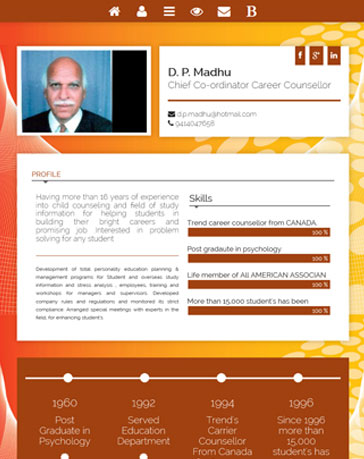 B
f g+ in
D. P. Madhu
Chief Co-ordinator Career Counsellor
d.p.madhu@hotmail.com
9414047658
PROFILE
Having more than 16 years of experience
into child counseling and field of study
information for helping students in
building their bright careers and
promising job. Interested in problem
solving for any student
Development of total personality education planning &
management programs for Student and overseas study
information and stress analysis , employees, training and
workshops for managers and supervisors. Developed
company rules and regulations and monitored its strict
compliance. Arranged special meetings with experts in the
field, for enhancing student's.
Skills
Trend career counsellor from CANADA.
100 %
Post gradaute in psychology
100 %
Life member of All AMERICAN ASSOCIAN
100 %
More than 15,000 student's has been
100 %
1960
Post
Graduate in
Psychology
1992
Served
Education
Department
1994
Trend's
Carrier
Counsellor
From Canada
1996
Since 1996
more than
15,000
student's has